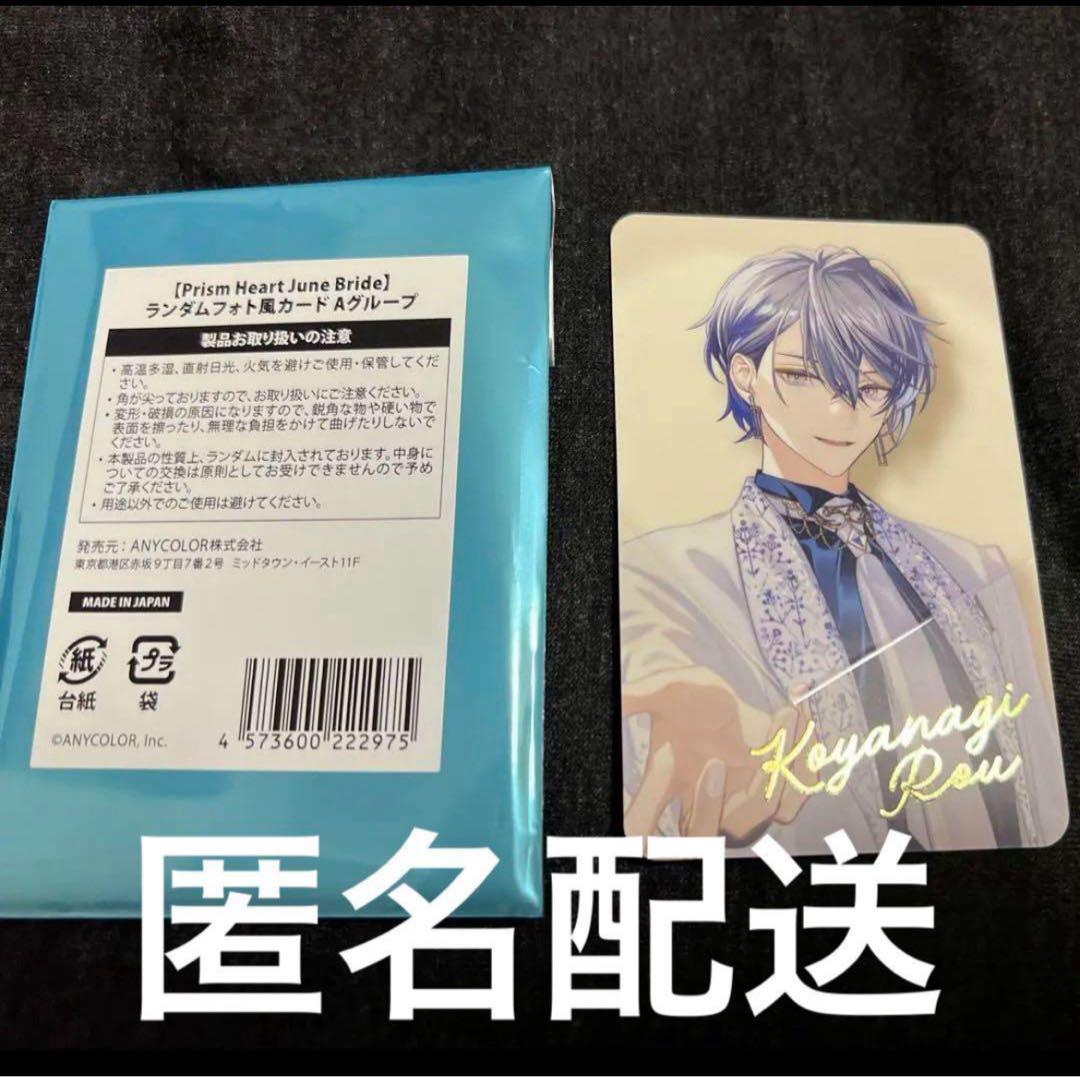 【Prism Heart June Bride】
ランダムフォト風カード Aグループ
製品お取り扱いの注意
・高温多湿、直射日光、火気を避けご使用・保管してくだ
さい。
・角が尖っておりますので、お取り扱いにご注意ください。
・変形・破損の原因になりますので、鋭角な物や硬い物で
表面を擦ったり、無理な負担をかけて曲げたりしないで
ください。
・本製品の性質上、ランダムに封入されております。中身
についての交換は原則としてお受けできませんので予め
ご了承ください。
・用途以外でのご使用は避けてください。
発売元：ANYCOLOR株式会社
東京都港区赤坂9丁目7番2号 ミッドタウン・イースト11F
MADE IN JAPAN
紙 プラ
台紙 袋
©ANYCOLOR, Inc.
4 573600 222975
Koyanagi
Rou
匿名配送